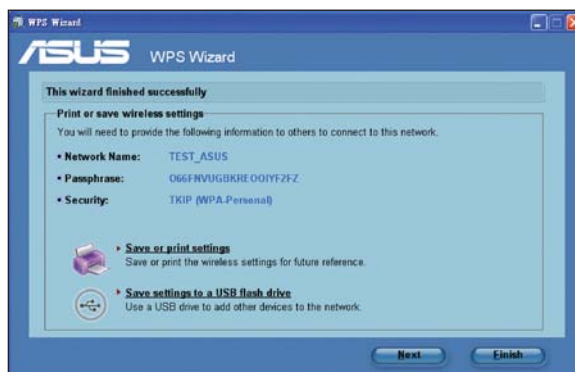 WPS Wizard
ASUS WPS Wizard
This wizard finished successfully
Print or save wireless settings
You will need to provide the following information to others to connect to this network.
• Network Name: TEST_ASUS
• Passphrase: O66FNVUGBKREOOIYF2FZ
• Security: TKIP (WPA-Personal)
Save or print settings
Save or print the wireless settings for future reference.
Save settings to a USB flash drive
Use a USB drive to add other devices to the network.
Next Finish